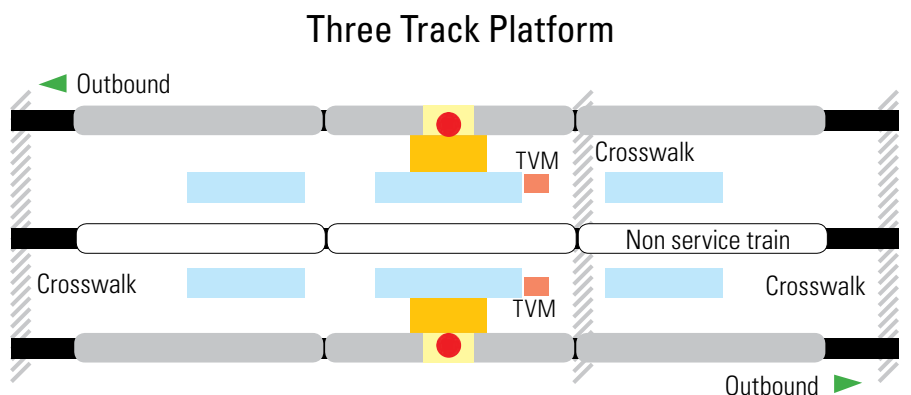 Three Track Platform
Outbound
TVM
Crosswalk
Non service train
Crosswalk
Crosswalk
TVM
Outbound